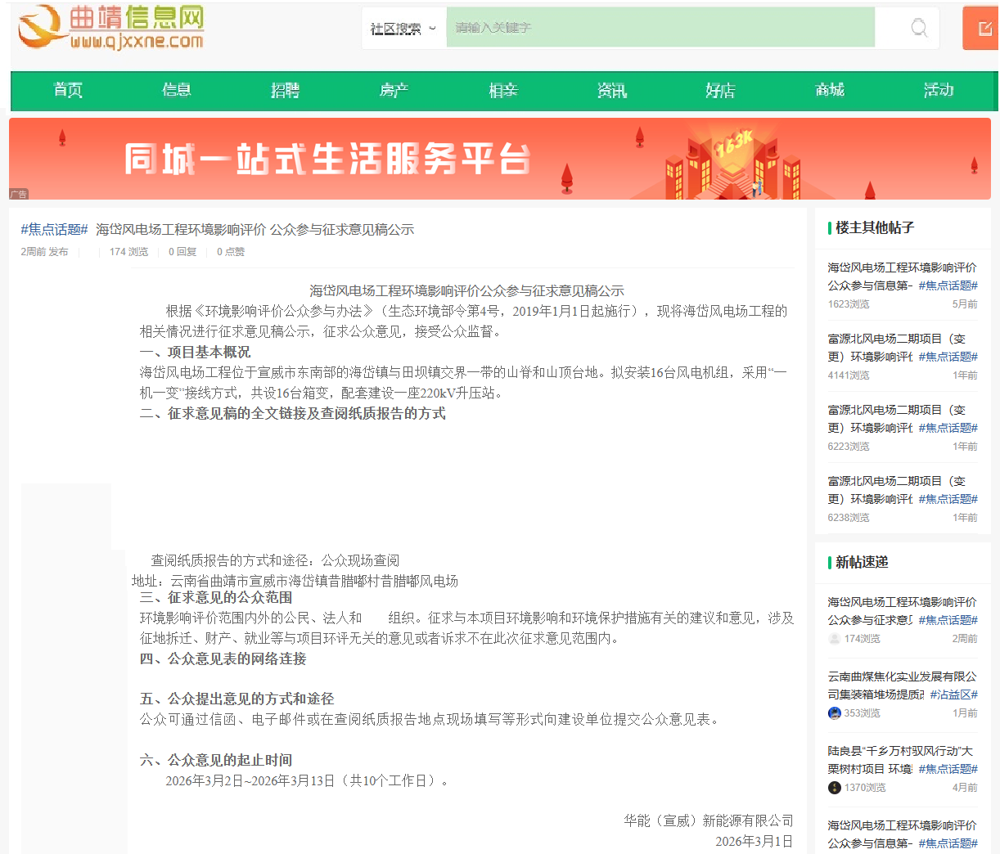 曲靖信息网
www.qjxxne.com
社区搜索
请输入关键字
首页 信息 招聘 房产 相亲 资讯 好店 商城 活动
同城一站式生活服务平台
163K
广告
#焦点话题# 海岱风电场工程环境影响评价 公众参与征求意见稿公示
2周前 发布 174 浏览 0 回复 0 点赞
海岱风电场工程环境影响评价公众参与征求意见稿公示
根据《环境影响评价公众参与办法》（生态环境部令第4号，2019年1月1日起施行），现将海岱风电场工程的
相关情况进行征求意见稿公示，征求公众意见，接受公众监督。
一、项目基本概况
海岱风电场工程位于宣威市东南部的海岱镇与田坝镇交界一带的山脊和山顶台地。拟安装16台风电机组，采用“一
机一变”接线方式，共设16台箱变，配套建设一座220kV升压站。
二、征求意见稿的全文链接及查阅纸质报告的方式
查阅纸质报告的方式和途径：公众现场查阅
地址：云南省曲靖市宣威市海岱镇昔腊嘟村昔腊嘟风电场
三、征求意见的公众范围
环境影响评价范围内外的公民、法人和 组织。征求与本项目环境影响和环境保护措施有关的建议和意见，涉及
征地拆迁、财产、就业等与项目环评无关的意见或者诉求不在此次征求意见范围内。
四、公众意见表的网络连接
五、公众提出意见的方式和途径
公众可通过信函、电子邮件或在查阅纸质报告地点现场填写等形式向建设单位提交公众意见表。
六、公众意见的起止时间
2026年3月2日~2026年3月13日（共10个工作日）。
华能（宣威）新能源有限公司
2026年3月1日
楼主其他帖子
海岱风电场工程环境影响评价
公众参与信息第一 #焦点话题#
1623浏览 5月前
富源北风电场二期项目（变
更）环境影响评价 #焦点话题#
4141浏览 1年前
富源北风电场二期项目（变
更）环境影响评价 #焦点话题#
6223浏览 1年前
富源北风电场二期项目（变
更）环境影响评价 #焦点话题#
6238浏览 1年前
新帖速递
海岱风电场工程环境影响评价
公众参与征求意见 #焦点话题#
174浏览 2周前
云南曲煤焦化实业发展有限公
司集装箱堆场提质改 #沾益区#
353浏览 1月前
陆良县“千乡万村驭风行动”大
栗树村项目 环境 #焦点话题#
1370浏览 4月前
海岱风电场工程环境影响评价
公众参与信息第一 #焦点话题#